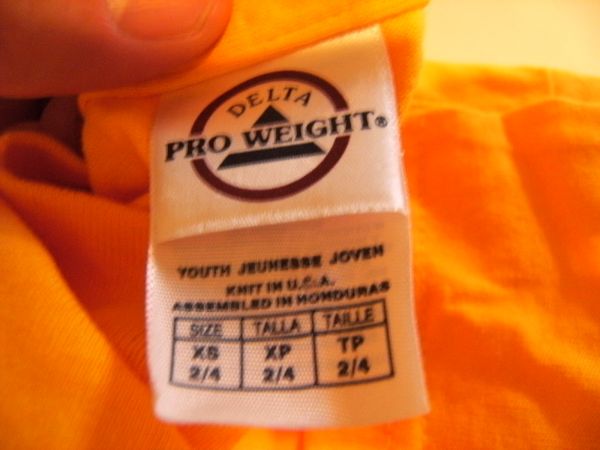 DELTA
PRO WEIGHT®
YOUTH JEUNESSE JOVEN
KNIT IN U.S.A.
ASSEMBLED IN HONDURAS
SIZE TALLA TAILLE
XS XP TP
2/4 2/4 2/4